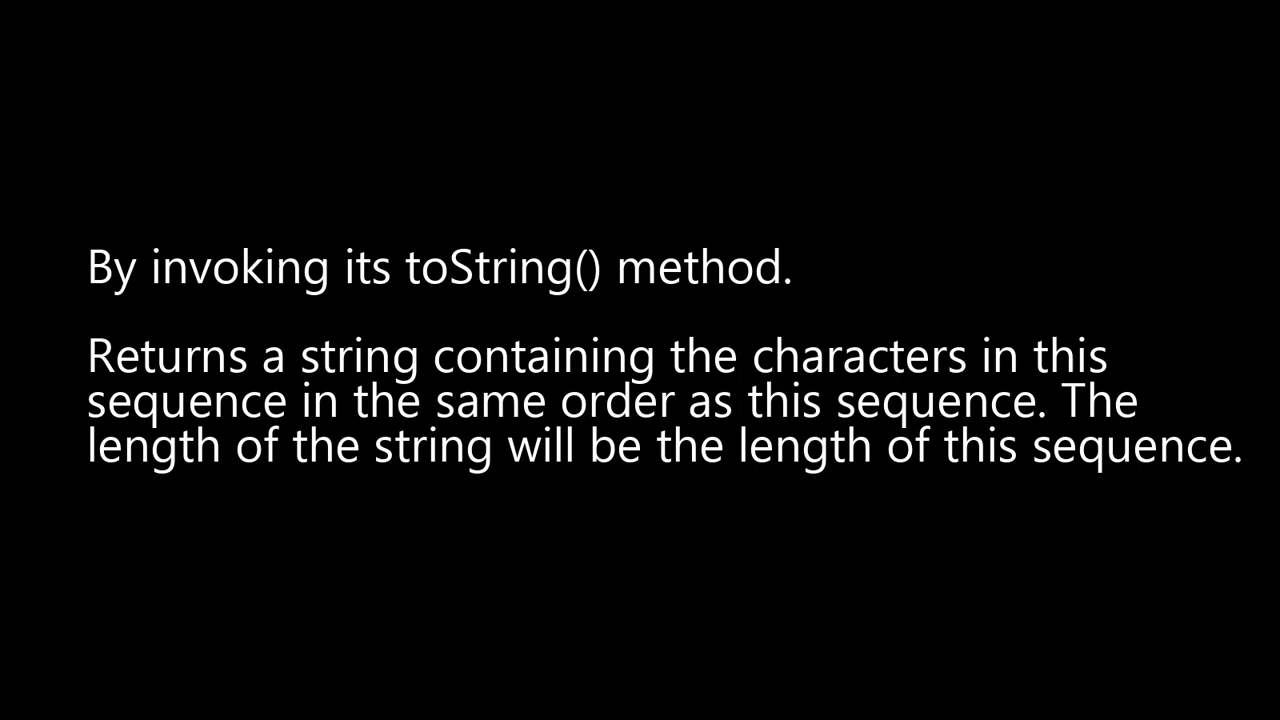 By invoking its toString() method.
Returns a string containing the characters in this
sequence in the same order as this sequence. The
length of the string will be the length of this sequence.